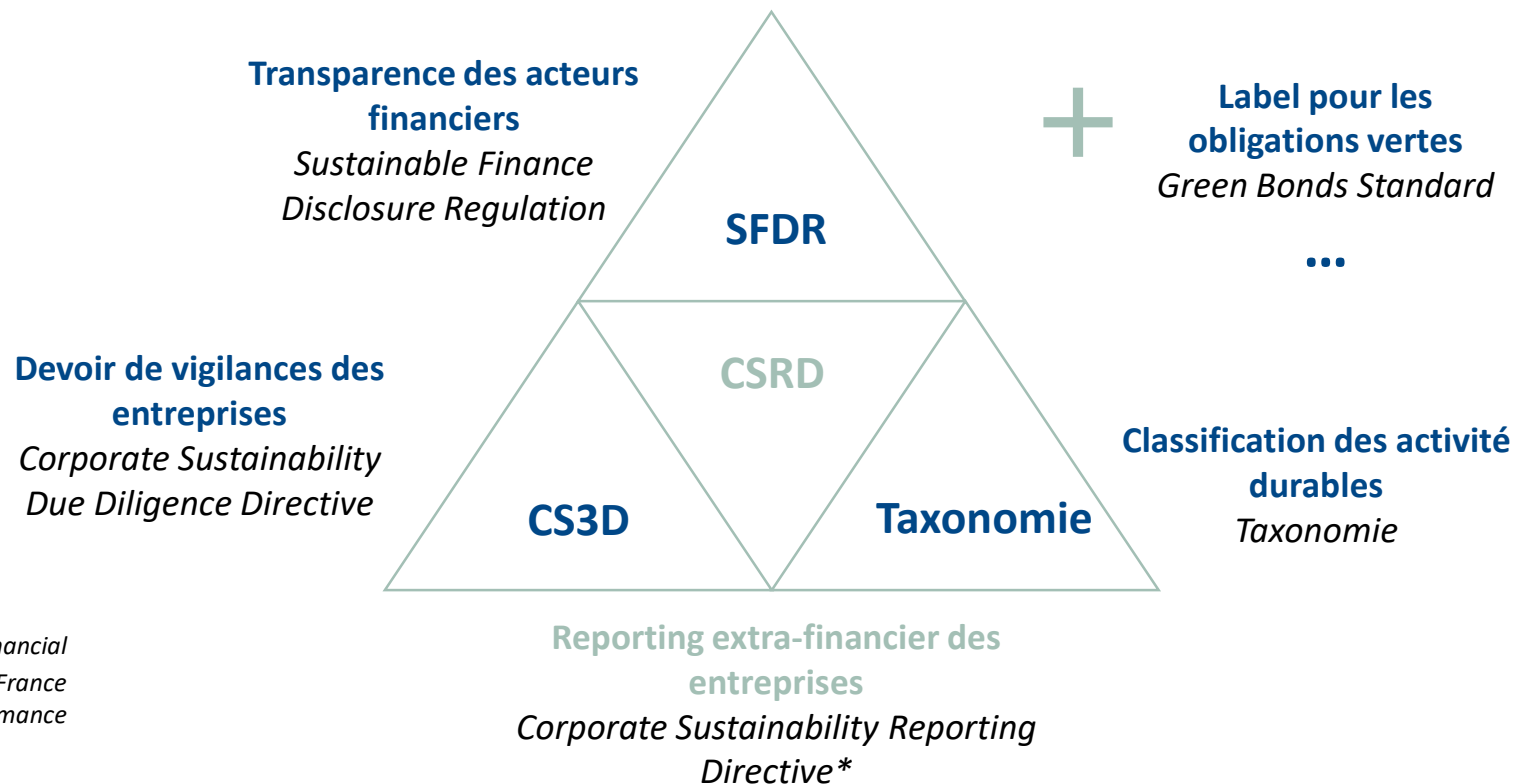 Transparence des acteurs
financiers
Sustainable Finance
Disclosure Regulation
+
Label pour les
obligations vertes
Green Bonds Standard
...
SFDR
Devoir de vigilances des
entreprises
Corporate Sustainability
Due Diligence Directive
CSRD
CS3D
Taxonomie
Classification des activité
durables
Taxonomie
Reporting extra-financier des
entreprises
Corporate Sustainability Reporting
Directive*
France